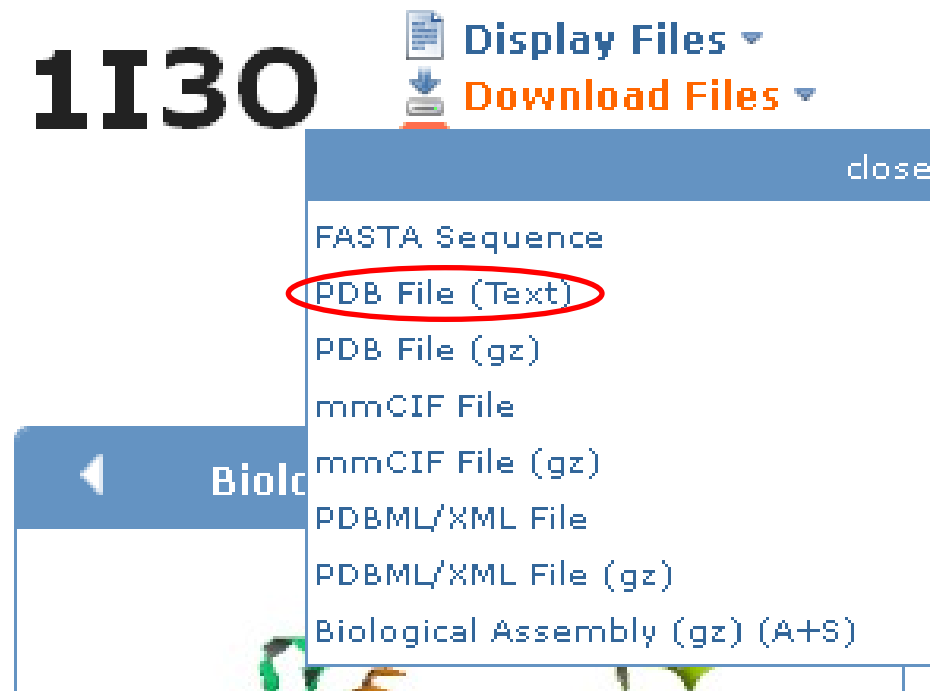 1I3O
Display Files
Download Files
close
FASTA Sequence
PDB File (Text)
PDB File (gz)
mmCIF File
mmCIF File (gz)
PDBML/XML File
PDBML/XML File (gz)
Biological Assembly (gz) (A+S)